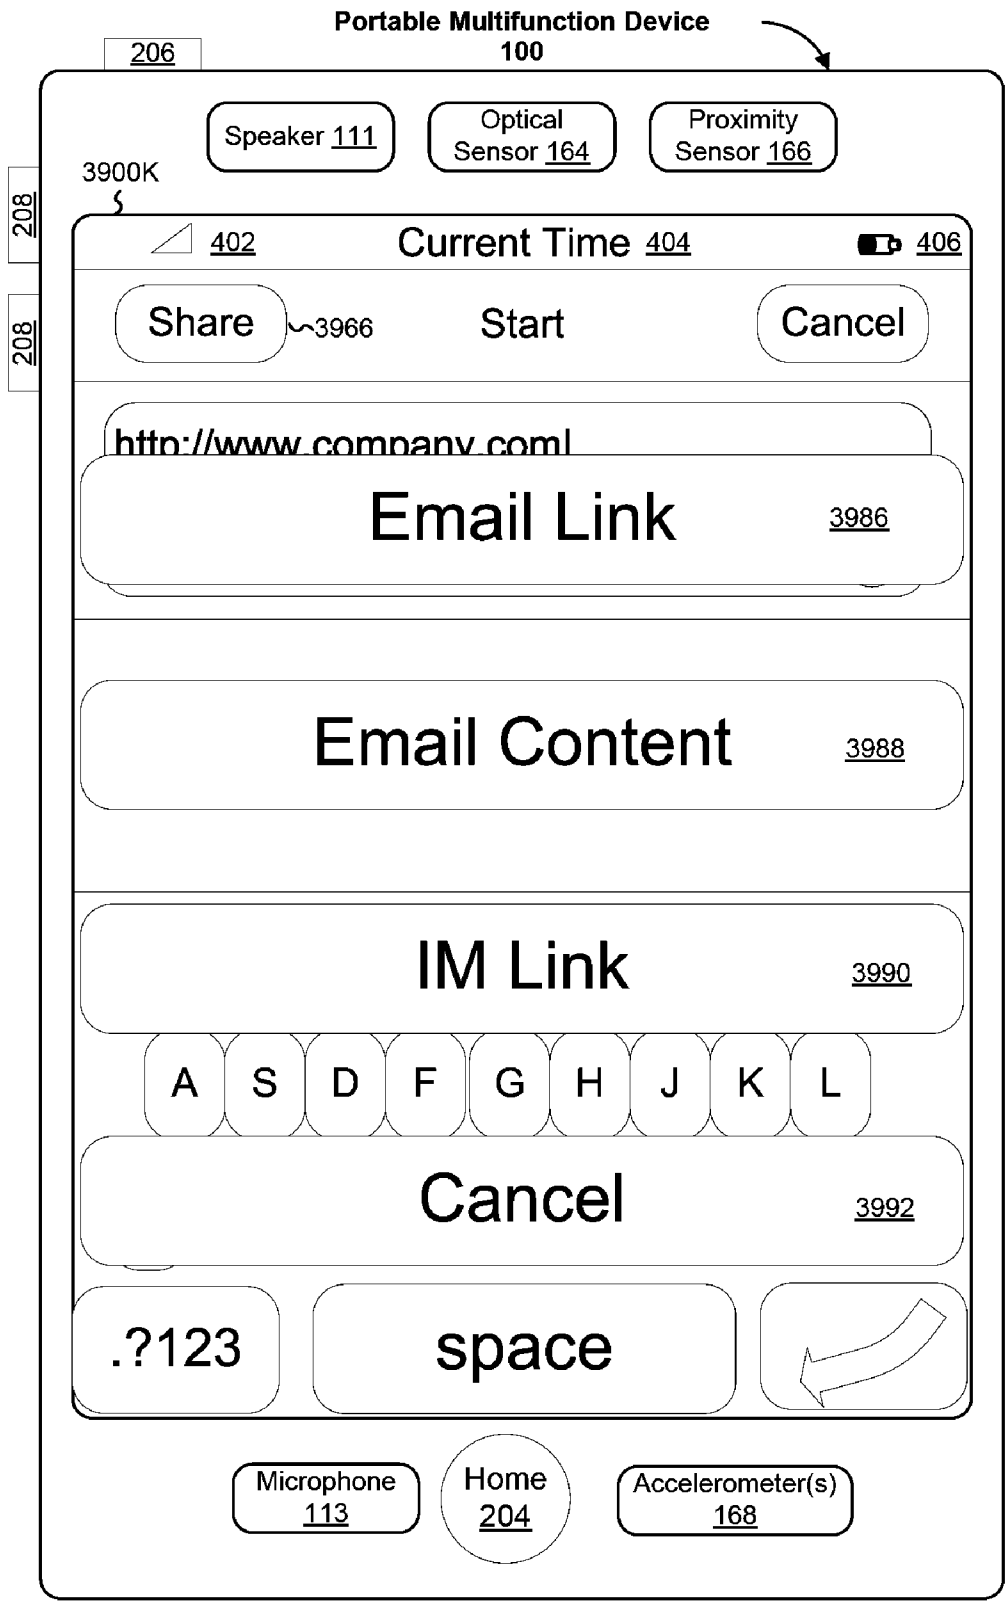 Portable Multifunction Device
100
206
Speaker 111
Optical
Sensor 164
Proximity
Sensor 166
3900K
208
208
402
Current Time 404
406
Share
3966
Start
Cancel
http://www.company.com|
Email Link 3986
Email Content 3988
IM Link 3990
A S D F G H J K L
Cancel 3992
.?123
space
Microphone
113
Home
204
Accelerometer(s)
168